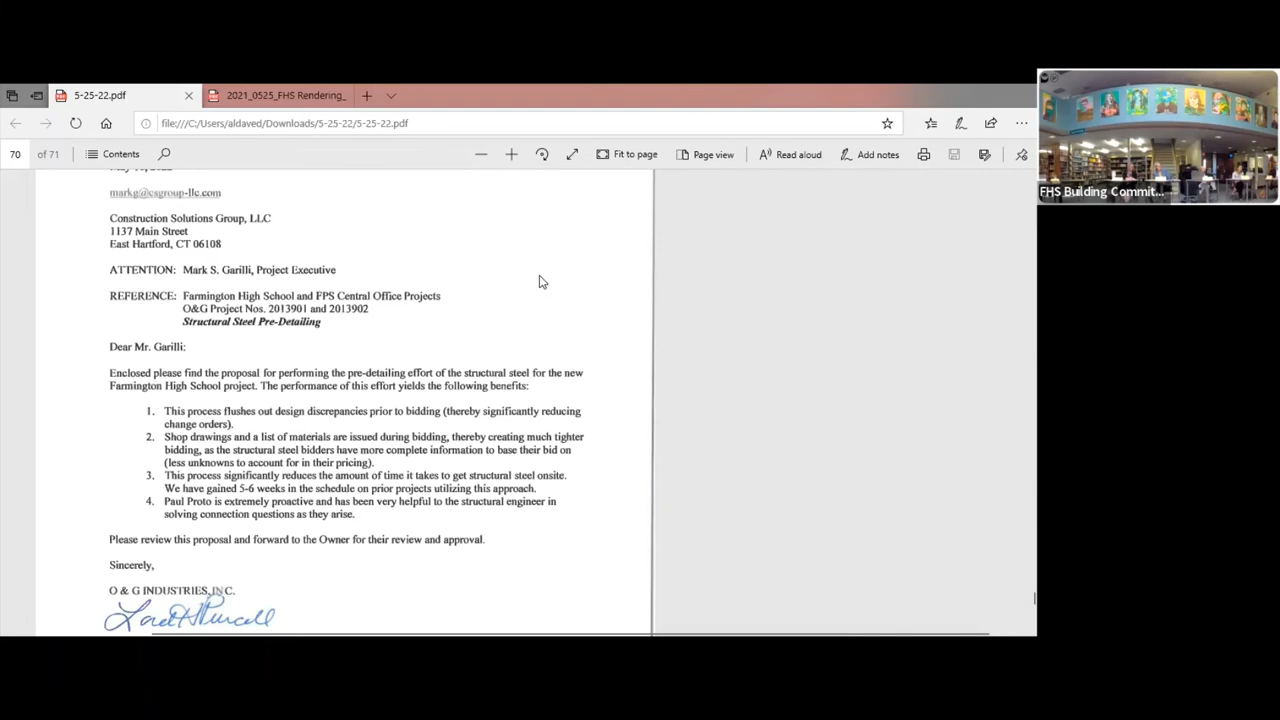 5-25-22.pdf
2021_0525_FHS Rendering_
file:///C:/Users/aldaved/Downloads/5-25-22/5-25-22.pdf
70 of 71 Contents Fit to page Page view Read aloud Add notes
markg@csgroup-llc.com
Construction Solutions Group, LLC
1137 Main Street
East Hartford, CT 06108
ATTENTION: Mark S. Garilli, Project Executive
REFERENCE: Farmington High School and FPS Central Office Projects
O&G Project Nos. 2013901 and 2013902
Structural Steel Pre-Detailing
Dear Mr. Garilli:
Enclosed please find the proposal for performing the pre-detailing effort of the structural steel for the new
Farmington High School project. The performance of this effort yields the following benefits:
1. This process flushes out design discrepancies prior to bidding (thereby significantly reducing
change orders).
2. Shop drawings and a list of materials are issued during bidding, thereby creating much tighter
bidding, as the structural steel bidders have more complete information to base their bid on
(less unknowns to account for in their pricing).
3. This process significantly reduces the amount of time it takes to get structural steel onsite.
We have gained 5-6 weeks in the schedule on prior projects utilizing this approach.
4. Paul Proto is extremely proactive and has been very helpful to the structural engineer in
solving connection questions as they arise.
Please review this proposal and forward to the Owner for their review and approval.
Sincerely,
O & G INDUSTRIES, INC.
FHS Building Commit...